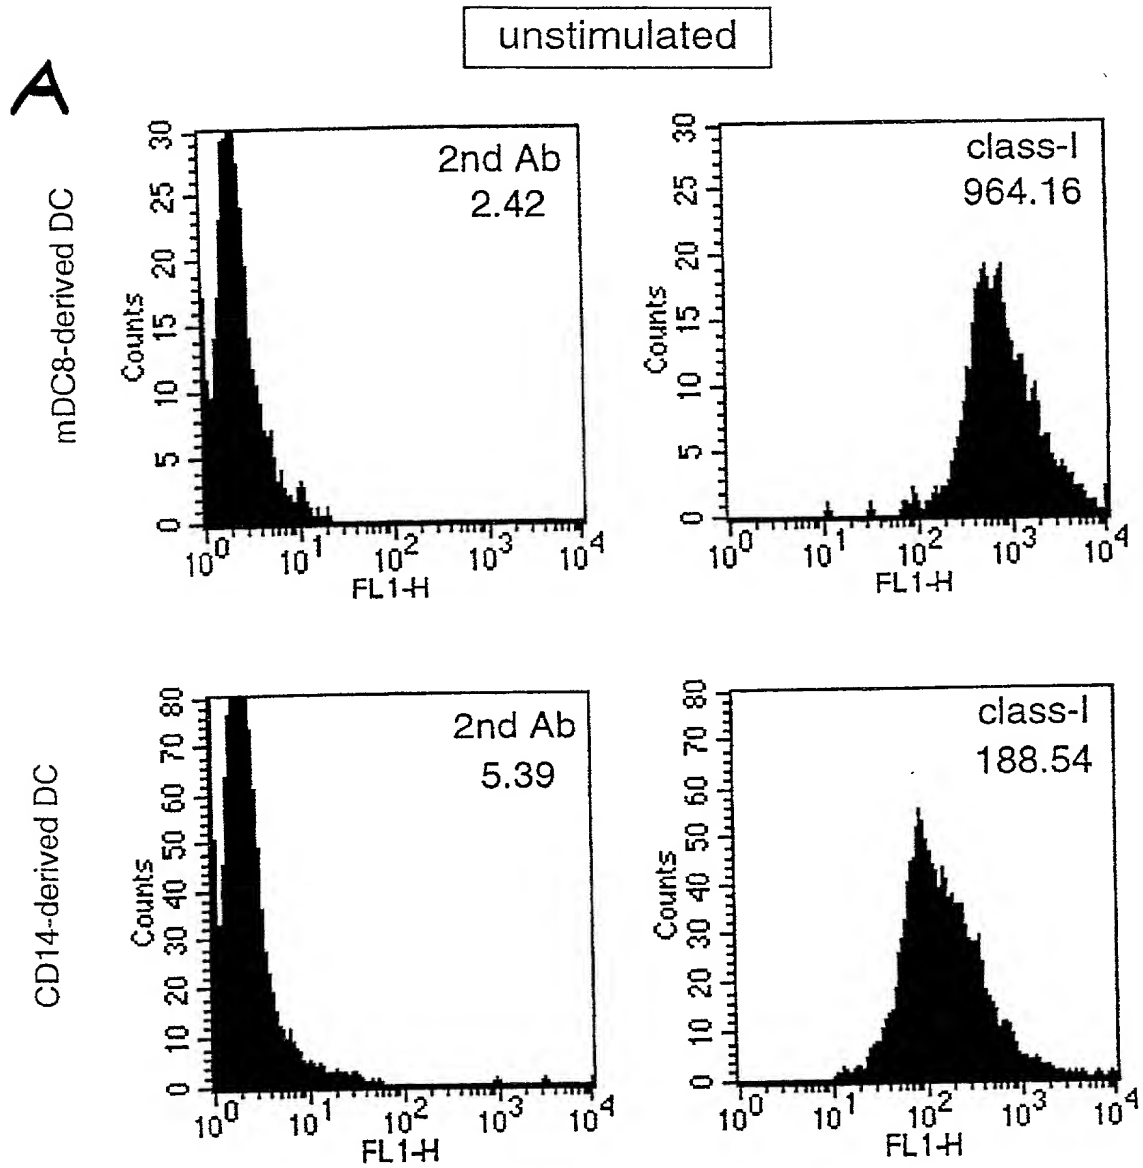 unstimulated
A
mDC8-derived DC
Counts
30
25
20
15
10
5
0
2nd Ab
2.42
10^0 10^1 10^2 10^3 10^4
FL1-H
Counts
30
25
20
15
10
5
0
class-I
964.16
10^0 10^1 10^2 10^3 10^4
FL1-H
CD14-derived DC
Counts
80
70
60
50
40
30
20
10
0
2nd Ab
5.39
10^0 10^1 10^2 10^3 10^4
FL1-H
Counts
80
70
60
50
40
30
20
10
0
class-I
188.54
10^0 10^1 10^2 10^3 10^4
FL1-H